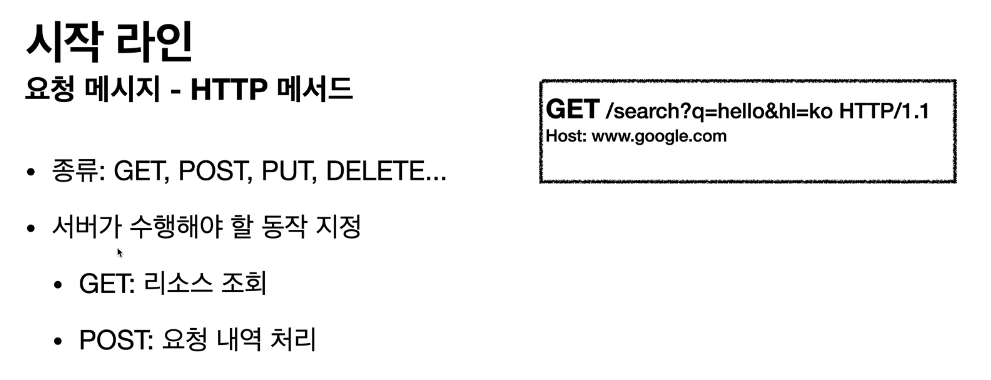 시작 라인
요청 메시지 - HTTP 메서드
• 종류: GET, POST, PUT, DELETE...
• 서버가 수행해야 할 동작 지정
• GET: 리소스 조회
• POST: 요청 내역 처리
GET /search?q=hello&hl=ko HTTP/1.1
Host: www.google.com